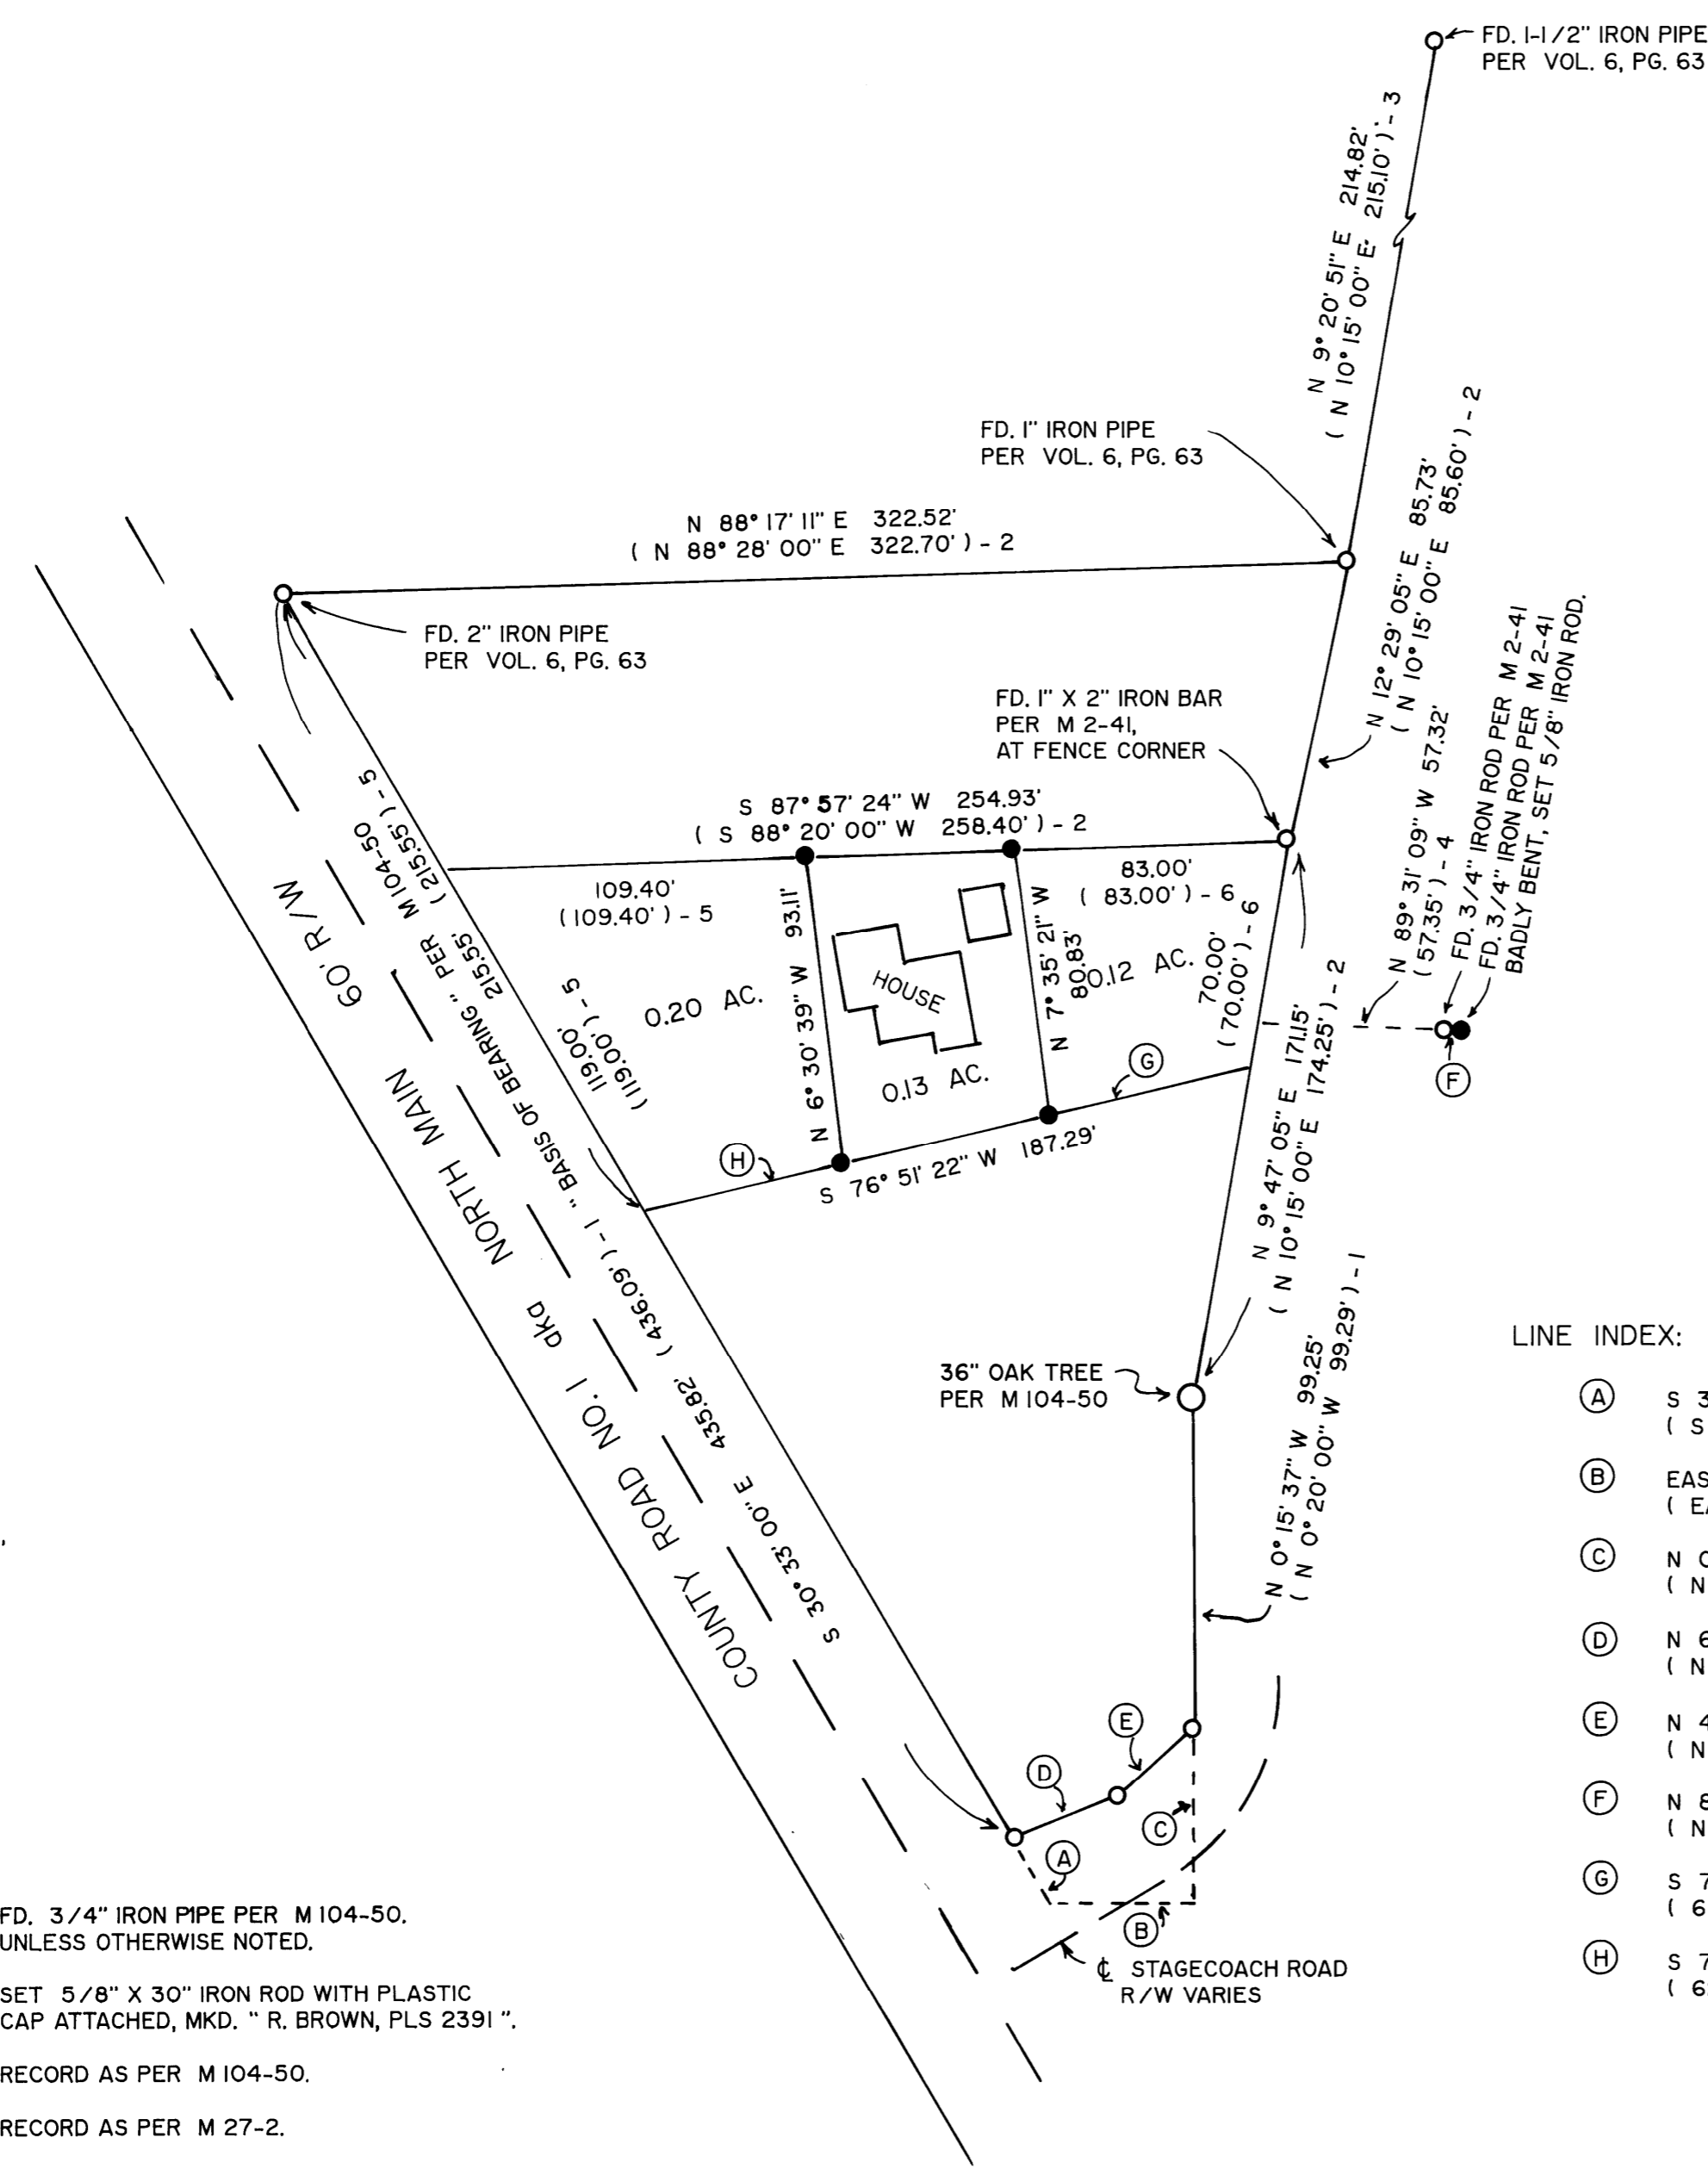 FD. 1-1/2" IRON PIPE
PER VOL. 6, PG. 63
N 9° 20' 51" E 214.82'
( N 10° 15' 00" E 215.10' ) - 3
FD. 1" IRON PIPE
PER VOL. 6, PG. 63
N 12° 29' 05" E 85.73'
( N 10° 15' 00" E 85.60' ) - 2
N 88° 17' 11" E 322.52'
( N 88° 28' 00" E 322.70' ) - 2
FD. 2" IRON PIPE
PER VOL. 6, PG. 63
FD. 1" X 2" IRON BAR
PER M 2-41,
AT FENCE CORNER
N 89° 31' 09" W 57.32'
( 57.35' ) - 4
FD. 3/4" IRON ROD PER M 2-41
FD. 3/4" IRON ROD PER M 2-41
BADLY BENT, SET 5/8" IRON ROD.
S 87° 57' 24" W 254.93'
( S 88° 20' 00" W 258.40' ) - 2
109.40'
( 109.40' ) - 5
83.00'
( 83.00' ) - 6
215.55'
( 215.55' ) - 5
" BASIS OF BEARING " PER M 104-50
60' R/W
119.00'
( 119.00' ) - 5
0.20 AC.
N 6° 30' 39" W 93.11'
HOUSE
0.13 AC.
N 7° 35' 21" W
80.83'
0.12 AC.
70.00'
( 70.00' ) - 6
G
F
H
S 76° 51' 22" W 187.29'
N 9° 47' 05" E 171.15'
( N 10° 15' 00" E 174.25' ) - 2
COUNTY ROAD NO. 1 aka NORTH MAIN
S 30° 33' 00" E 435.82' ( 436.09' ) - 1
36" OAK TREE
PER M 104-50
N 0° 15' 37" W 99.25'
( N 0° 20' 00" W 99.29' ) - 1
E
D
C
A
B
℄ STAGECOACH ROAD
R/W VARIES
LINE INDEX:
A S 3
( S
B EAS
( EA
C N 0
( N
D N 6
( N
E N 4
( N
F N 8
( N
G S 7
( 6
H S 7
( 6
FD. 3/4" IRON PIPE PER M 104-50.
UNLESS OTHERWISE NOTED.
SET 5/8" X 30" IRON ROD WITH PLASTIC
CAP ATTACHED, MKD. " R. BROWN, PLS 2391 ".
RECORD AS PER M 104-50.
RECORD AS PER M 27-2.